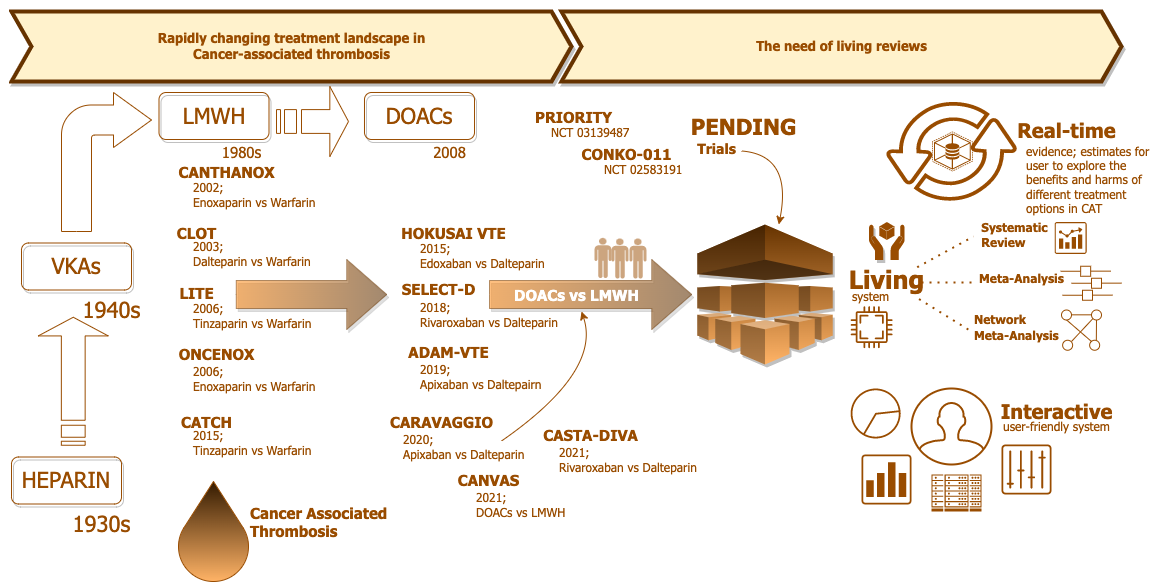 Rapidly changing treatment landscape in
Cancer-associated thrombosis
The need of living reviews
LMWH
1980s
DOACs
2008
VKAs
1940s
HEPARIN
1930s
CANTHANOX
2002;
Enoxaparin vs Warfarin
CLOT
2003;
Dalteparin vs Warfarin
LITE
2006;
Tinzaparin vs Warfarin
ONCENOX
2006;
Enoxaparin vs Warfarin
CATCH
2015;
Tinzaparin vs Warfarin
Cancer Associated
Thrombosis
HOKUSAI VTE
2015;
Edoxaban vs Dalteparin
SELECT-D
2018;
Rivaroxaban vs Dalteparin
ADAM-VTE
2019;
Apixaban vs Daltepairn
CARAVAGGIO
2020;
Apixaban vs Dalteparin
CANVAS
2021;
DOACs vs LMWH
CASTA-DIVA
2021;
Rivaroxaban vs Dalteparin
DOACs vs LMWH
PRIORITY
NCT 03139487
CONKO-011
NCT 02583191
PENDING
Trials
Real-time
evidence; estimates for
user to explore the
benefits and harms of
different treatment
options in CAT
Living
system
Systematic
Review
Meta-Analysis
Network
Meta-Analysis
Interactive
user-friendly system